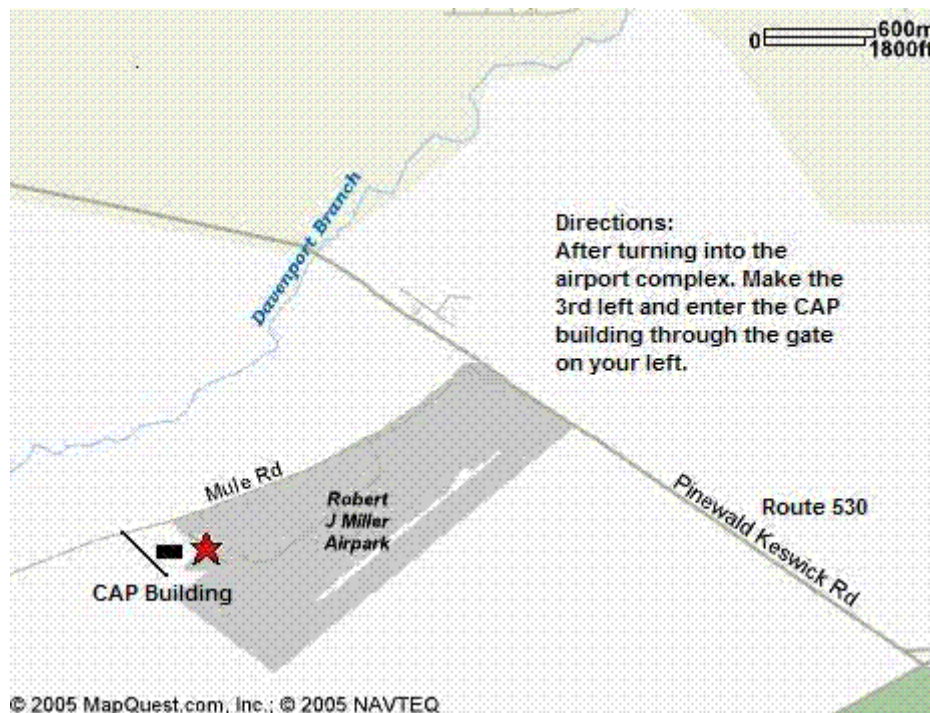 0 600m
1800ft
Davenport Branch
Directions:
After turning into the
airport complex. Make the
3rd left and enter the CAP
building through the gate
on your left.
Mule Rd
Robert
J Miller
Airpark
Pinewald Keswick Rd
Route 530
CAP Building
© 2005 MapQuest.com, Inc.; © 2005 NAVTEQ